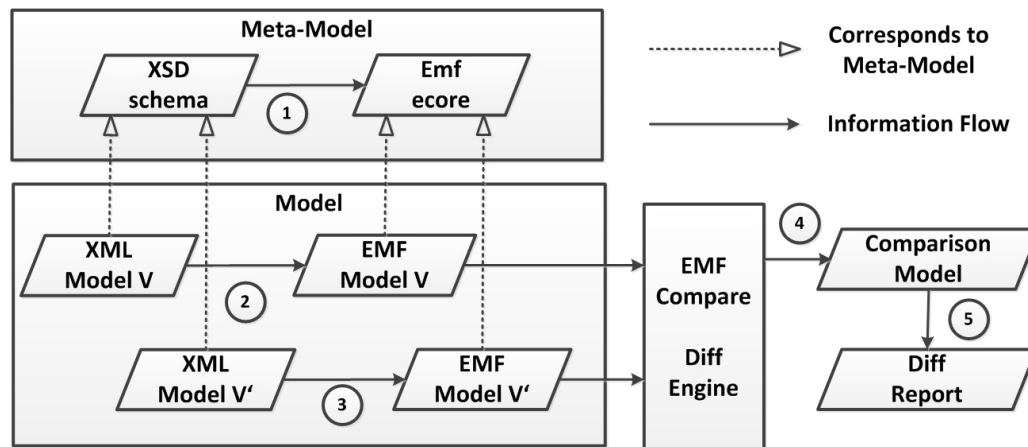 Meta-Model
XSD
schema
1
Emf
ecore
Corresponds to
Meta-Model
Information Flow
Model
XML
Model V
2
EMF
Model V
XML
Model V‘
3
EMF
Model V‘
EMF
Compare
Diff
Engine
4
Comparison
Model
5
Diff
Report